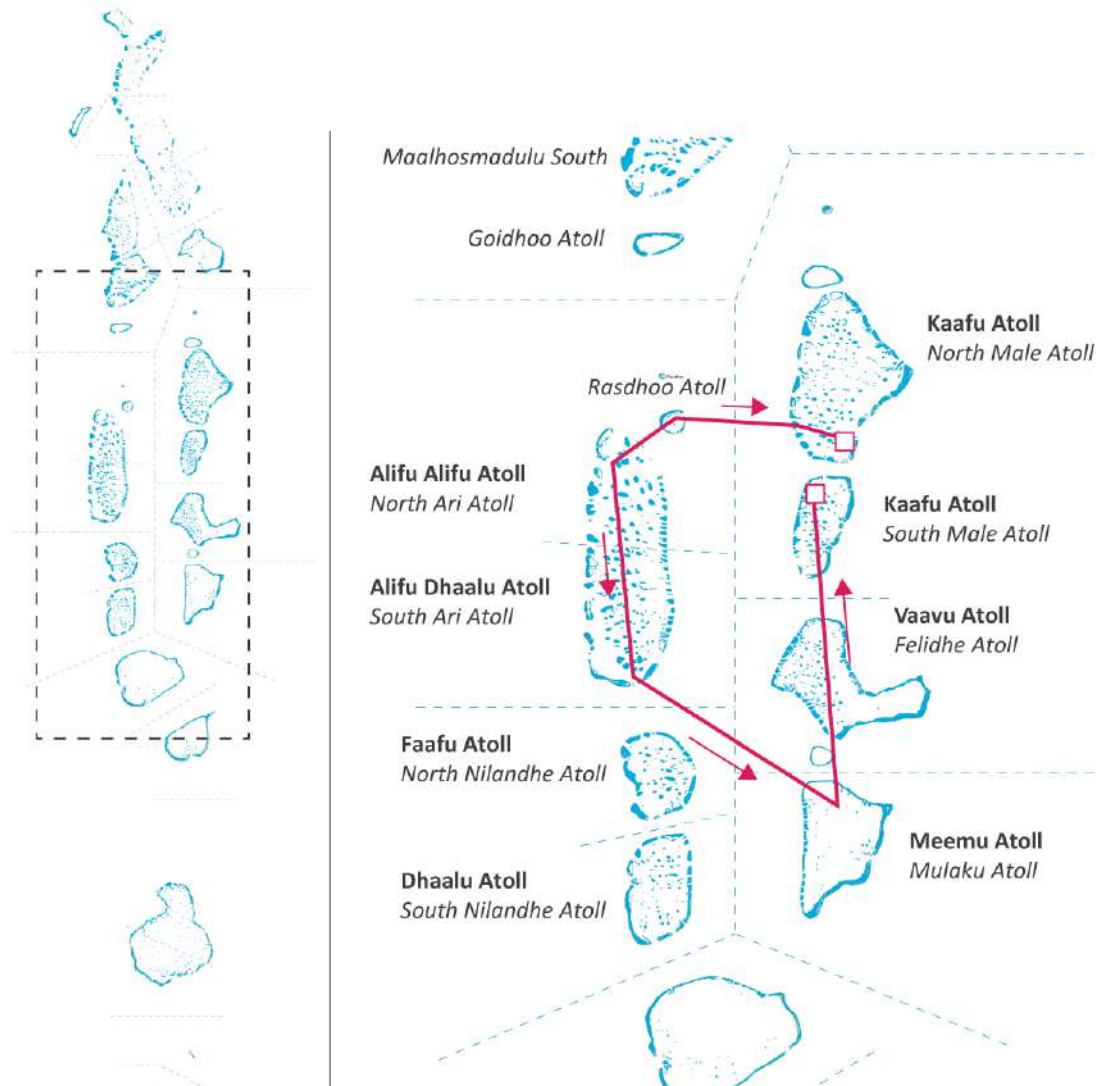 Maalhosmadulu South
Goidhoo Atoll
Kaafu Atoll
North Male Atoll
Rasdhoo Atoll
Alifu Alifu Atoll
North Ari Atoll
Kaafu Atoll
South Male Atoll
Alifu Dhaalu Atoll
South Ari Atoll
Vaavu Atoll
Felidhe Atoll
Faafu Atoll
North Nilandhe Atoll
Meemu Atoll
Mulaku Atoll
Dhaalu Atoll
South Nilandhe Atoll